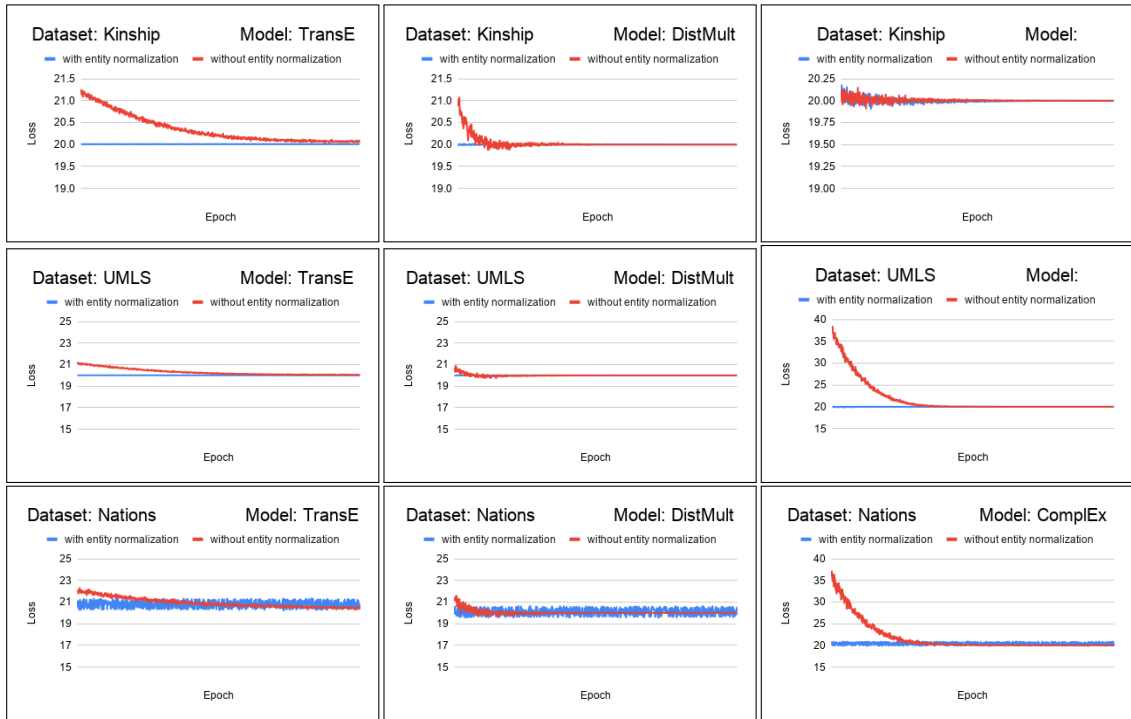 Dataset: Kinship Model: TransE
with entity normalization without entity normalization
21.5
21.0
20.5
20.0
19.5
19.0
Loss
Epoch
Dataset: Kinship Model: DistMult
with entity normalization without entity normalization
21.5
21.0
20.5
20.0
19.5
19.0
Loss
Epoch
Dataset: Kinship Model:
with entity normalization without entity normalization
20.25
20.00
19.75
19.50
19.25
19.00
Loss
Epoch
Dataset: UMLS Model: TransE
with entity normalization without entity normalization
25
23
21
19
17
15
Loss
Epoch
Dataset: UMLS Model: DistMult
with entity normalization without entity normalization
25
23
21
19
17
15
Loss
Epoch
Dataset: UMLS Model:
with entity normalization without entity normalization
40
35
30
25
20
15
Loss
Epoch
Dataset: Nations Model: TransE
with entity normalization without entity normalization
25
23
21
19
17
15
Loss
Epoch
Dataset: Nations Model: DistMult
with entity normalization without entity normalization
25
23
21
19
17
15
Loss
Epoch
Dataset: Nations Model: ComplEx
with entity normalization without entity normalization
40
35
30
25
20
15
Loss
Epoch